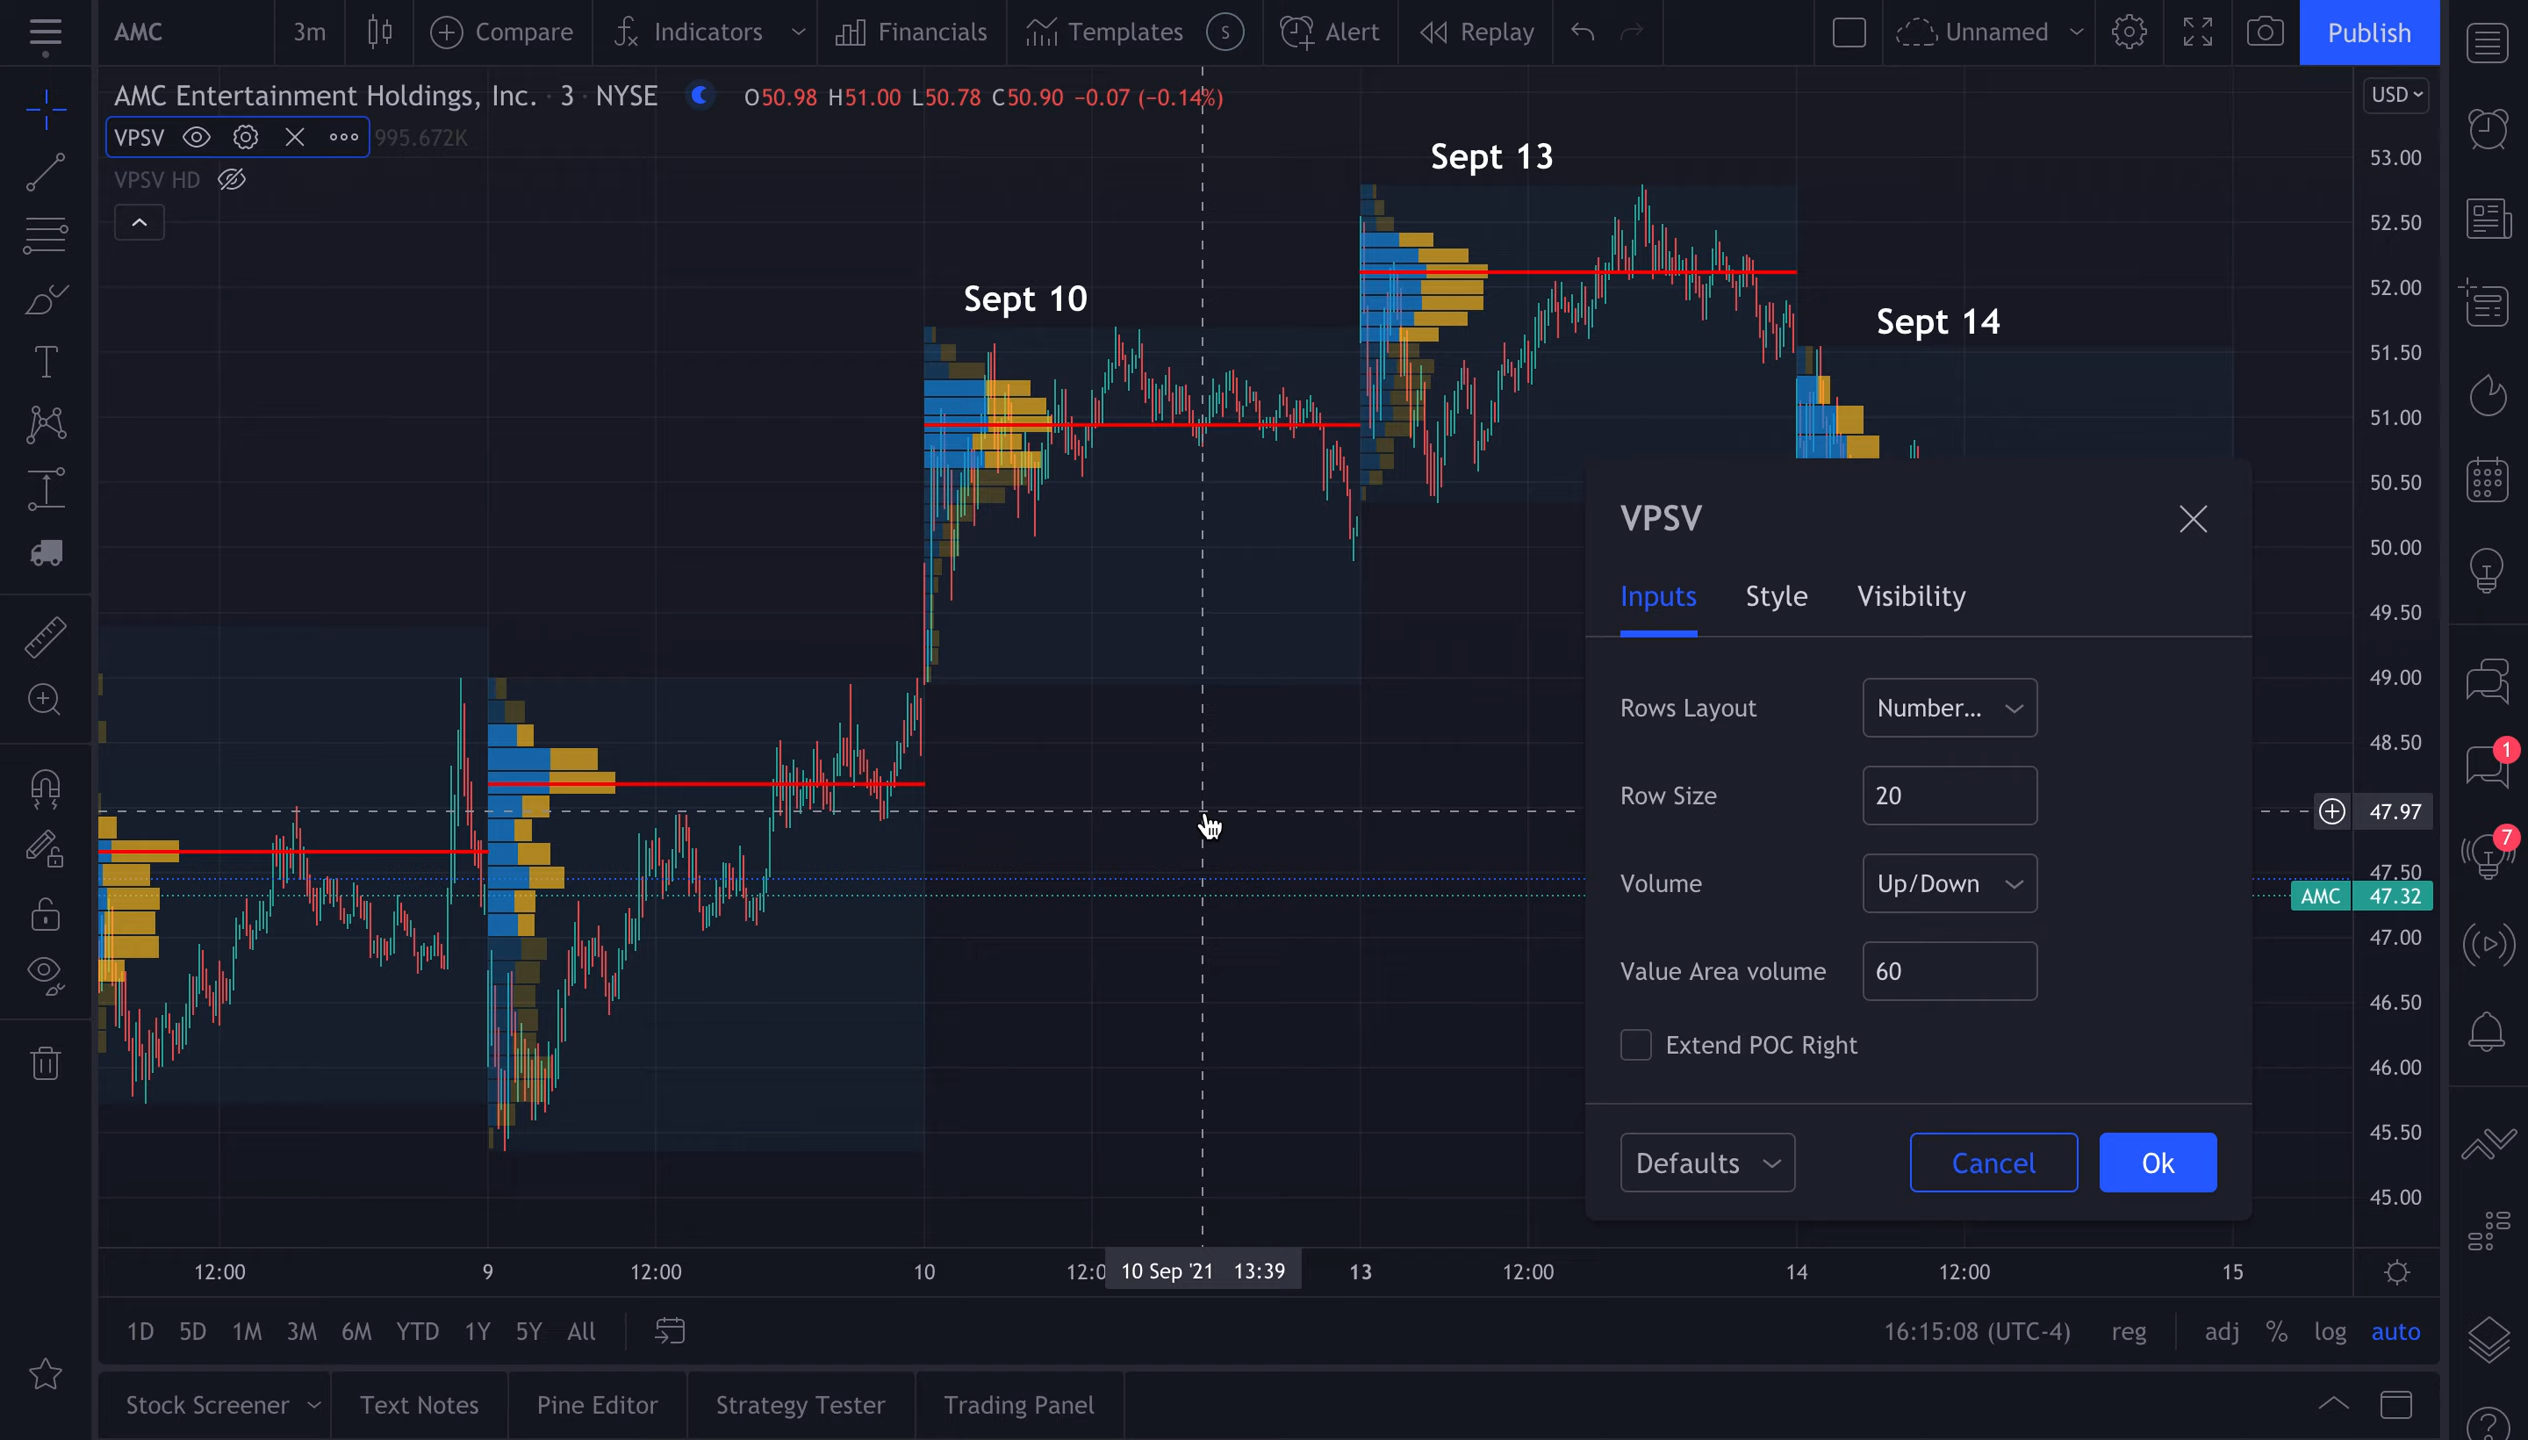 AMC 3m Compare Indicators Financials Templates S Alert Replay Unnamed Publish
AMC Entertainment Holdings, Inc. · 3 · NYSE O50.98 H51.00 L50.78 C50.90 −0.07 (−0.14%)
USD
VPSV 995.672K
VPSV HD
Sept 13
Sept 10
Sept 14
53.00
52.50
52.00
51.50
51.00
50.50
50.00
49.50
49.00
48.50
47.97
47.50
AMC 47.32
47.00
46.50
46.00
45.50
45.00
VPSV
Inputs Style Visibility
Rows Layout Number...
Row Size 20
Volume Up/Down
Value Area volume 60
Extend POC Right
Defaults Cancel Ok
1
7
12:00 9 12:00 10 12:0 10 Sep '21 13:39 13 12:00 14 12:00 15
1D 5D 1M 3M 6M YTD 1Y 5Y All 16:15:08 (UTC-4) reg adj % log auto
Stock Screener Text Notes Pine Editor Strategy Tester Trading Panel